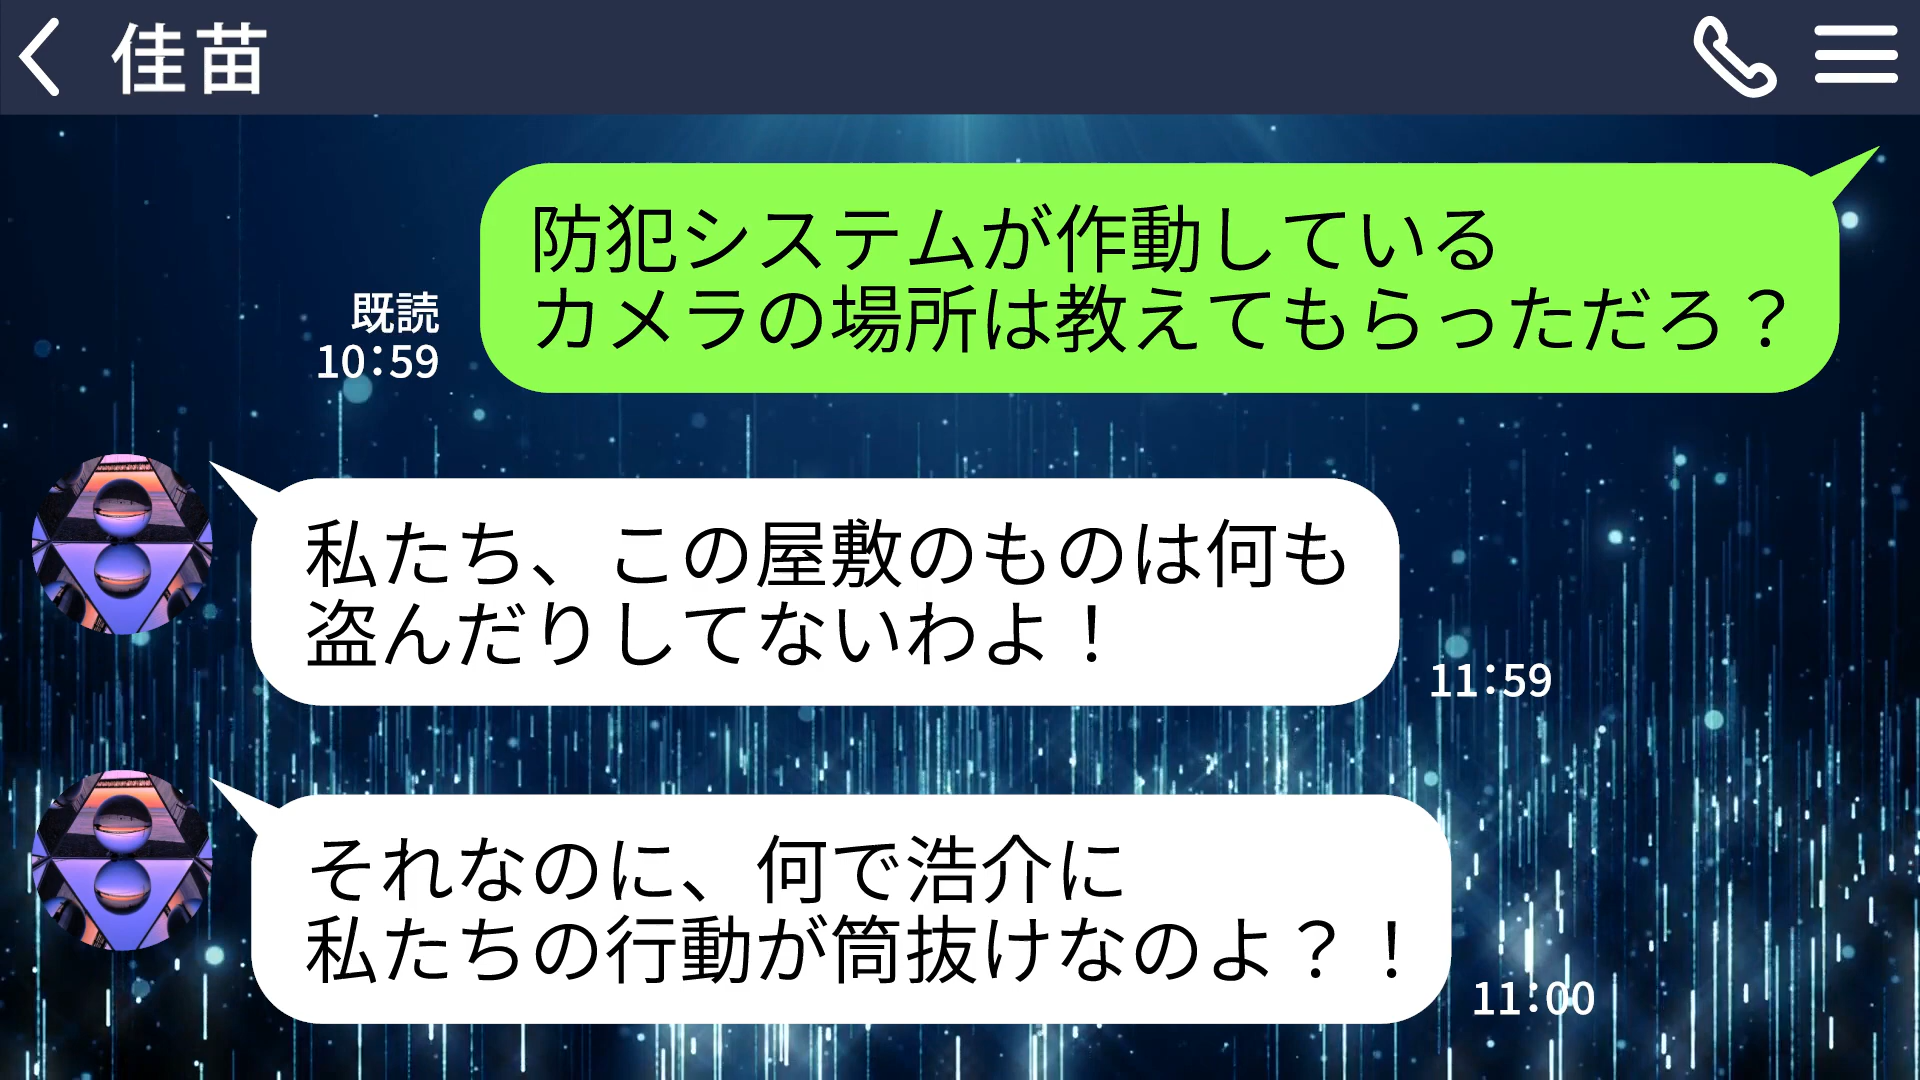 佳苗
防犯システムが作動している
カメラの場所は教えてもらっただろ？
既読
10:59
私たち、この屋敷のものは何も
盗んだりしてないわよ！
11:59
それなのに、何で浩介に
私たちの行動が筒抜けなのよ？！
11:00